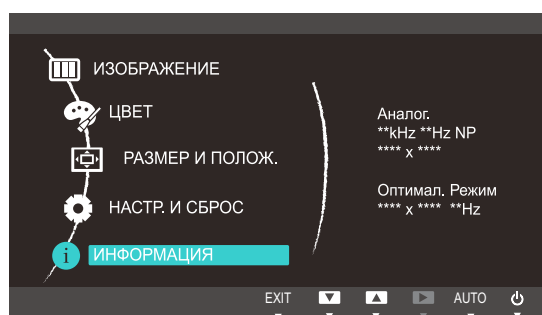 ИЗОБРАЖЕНИЕ
ЦВЕТ
РАЗМЕР И ПОЛОЖ.
НАСТР. И СБРОС
i ИНФОРМАЦИЯ
Аналог.
**kHz **Hz NP
**** x ****
Оптимал. Режим
**** x **** **Hz
EXIT AUTO